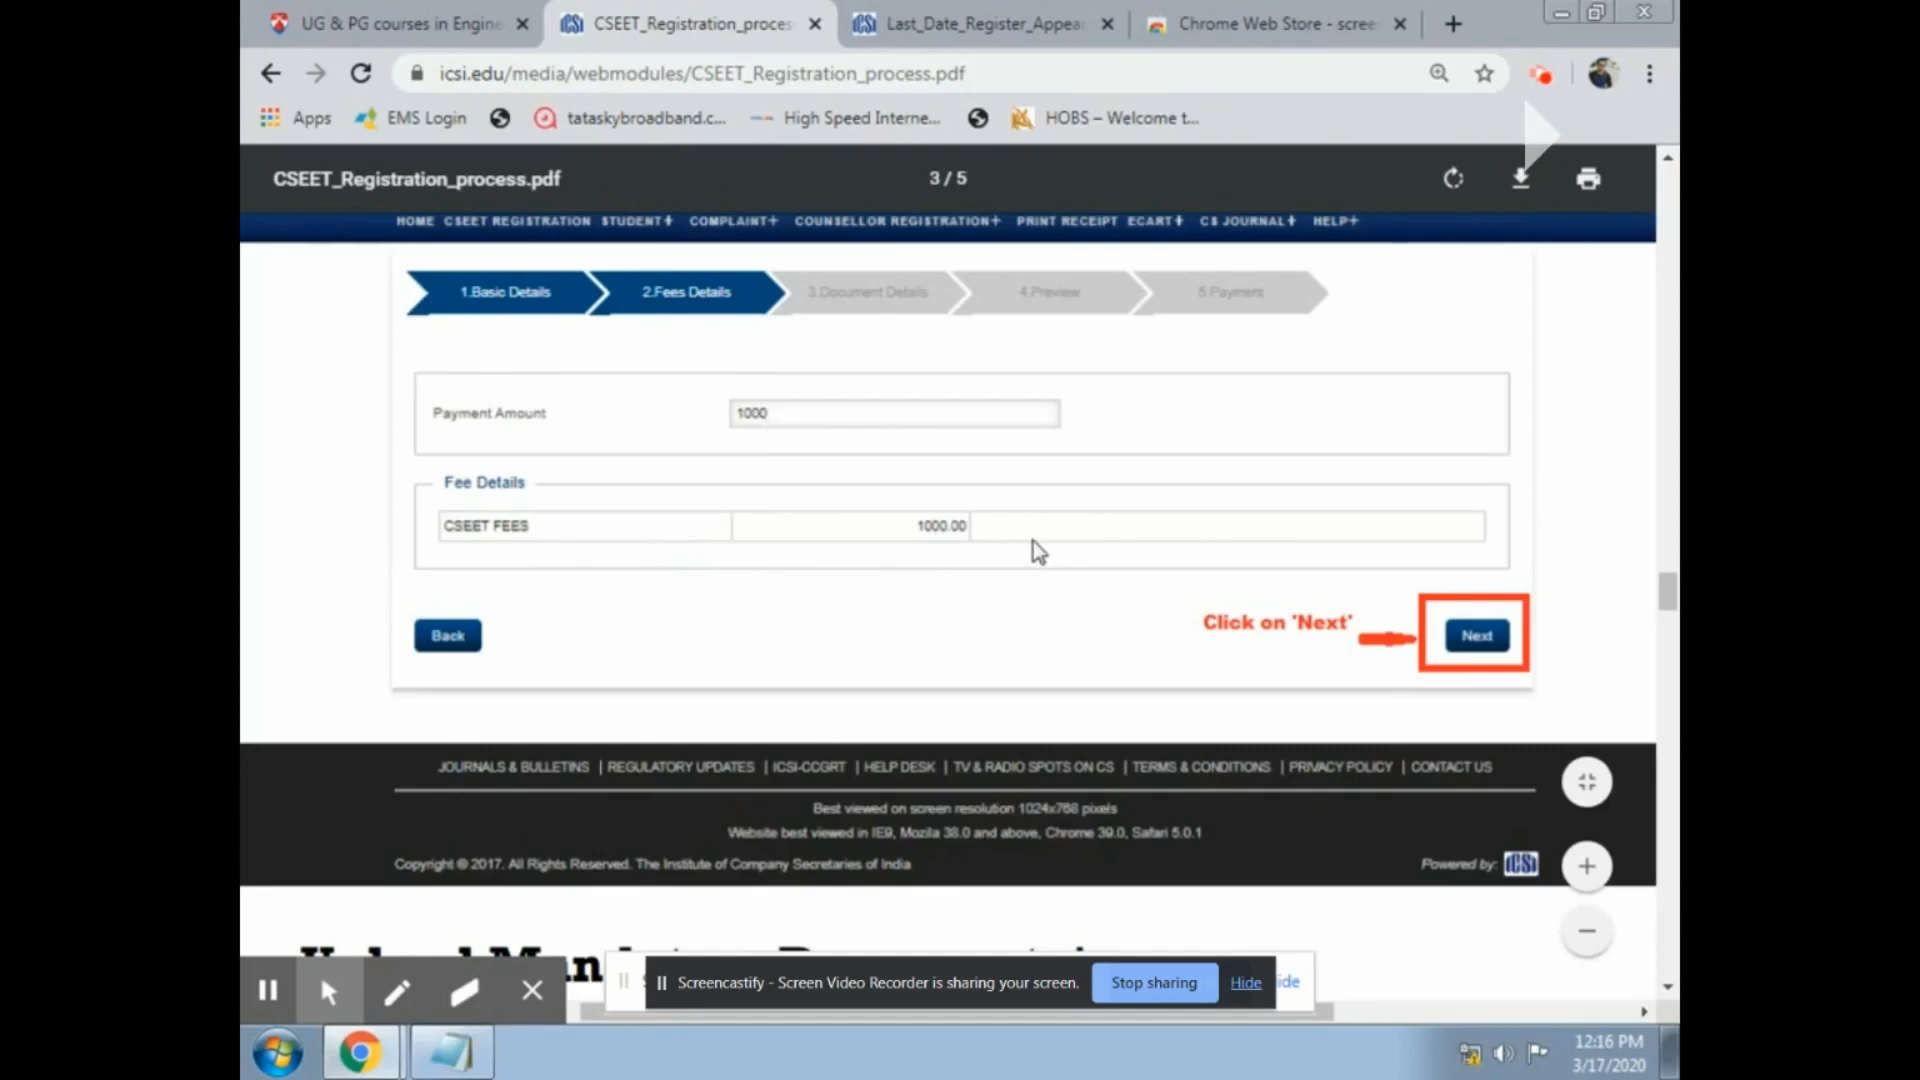 UG & PG courses in Engine
CSEET_Registration_proces
Last_Date_Register_Appear
Chrome Web Store - scree
icsi.edu/media/webmodules/CSEET_Registration_process.pdf
Apps
EMS Login
tataskybroadband.c...
High Speed Interne...
HOBS – Welcome t...
CSEET_Registration_process.pdf
3 / 5
HOME CSEET REGISTRATION STUDENT+ COMPLAINT+ COUNSELLOR REGISTRATION+ PRINT RECEIPT ECART+ CS JOURNAL+ HELP+
1.Basic Details
2.Fees Details
3.Document Details
4.Preview
5.Payment
Payment Amount
1000
Fee Details
CSEET FEES
1000.00
Click on 'Next'
Back
Next
JOURNALS & BULLETINS | REGULATORY UPDATES | ICSI-CCGRT | HELP DESK | TV & RADIO SPOTS ON CS | TERMS & CONDITIONS | PRIVACY POLICY | CONTACT US
Best viewed on screen resolution 1024x768 pixels
Website best viewed in IE9, Mozila 38.0 and above, Chrome 39.0, Safari 5.0.1
Copyright © 2017. All Rights Reserved. The Institute of Company Secretaries of India
Powered by: ICSI
Screencastify - Screen Video Recorder is sharing your screen.
Stop sharing
Hide
ide
12:16 PM
3/17/2020